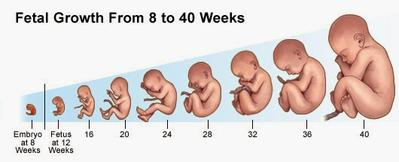 Fetal Growth From 8 to 40 Weeks
Embryo
at 8
Weeks
Fetus
at 12
Weeks
16
20
24
28
32
36
40